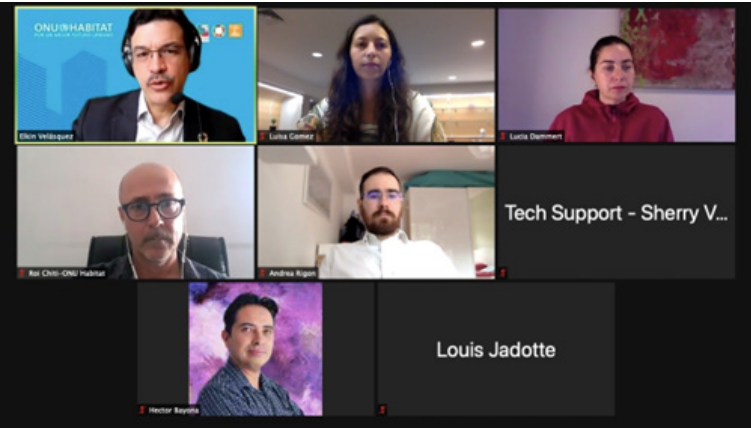 ONU HABITAT
POR UN MEJOR FUTURO URBANO
Elkin Velásquez
Luisa Gomez
Lucia Dammert
Roi Chiti-ONU Habitat
Andrea Rigon
Tech Support - Sherry V...
Hector Bayona
Louis Jadotte